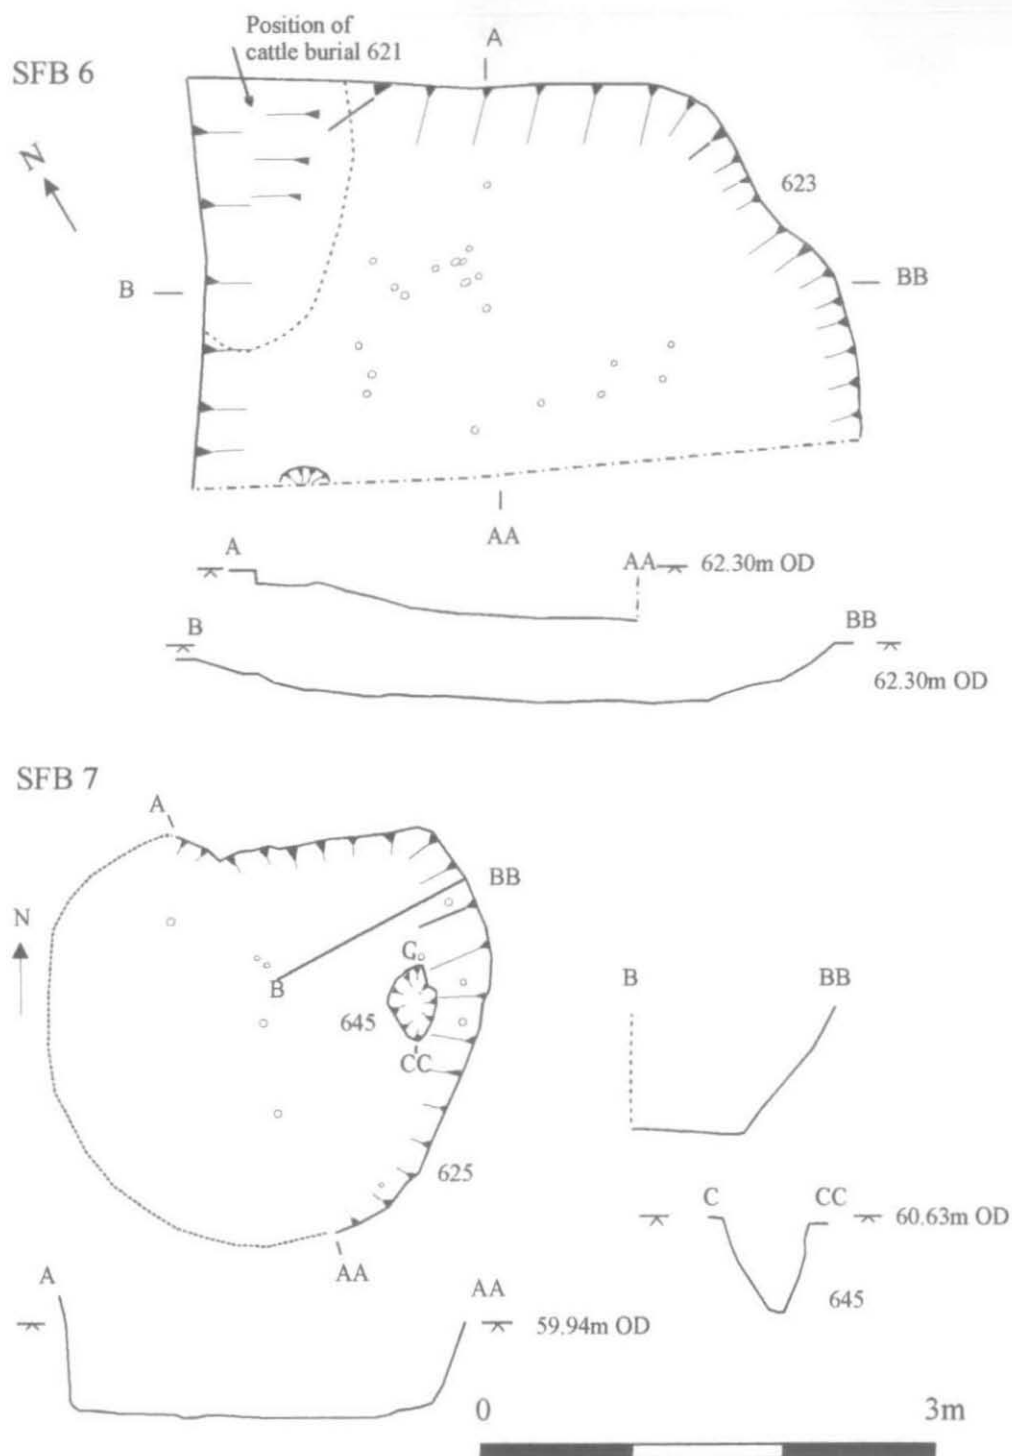 Position of
cattle burial 621
A
SFB 6
N
623
B
BB
AA
A
AA
62.30m OD
B
BB
62.30m OD
SFB 7
A
BB
N
C
B
B
BB
645
CC
625
C
CC
60.63m OD
AA
645
A
AA
59.94m OD
0
3m